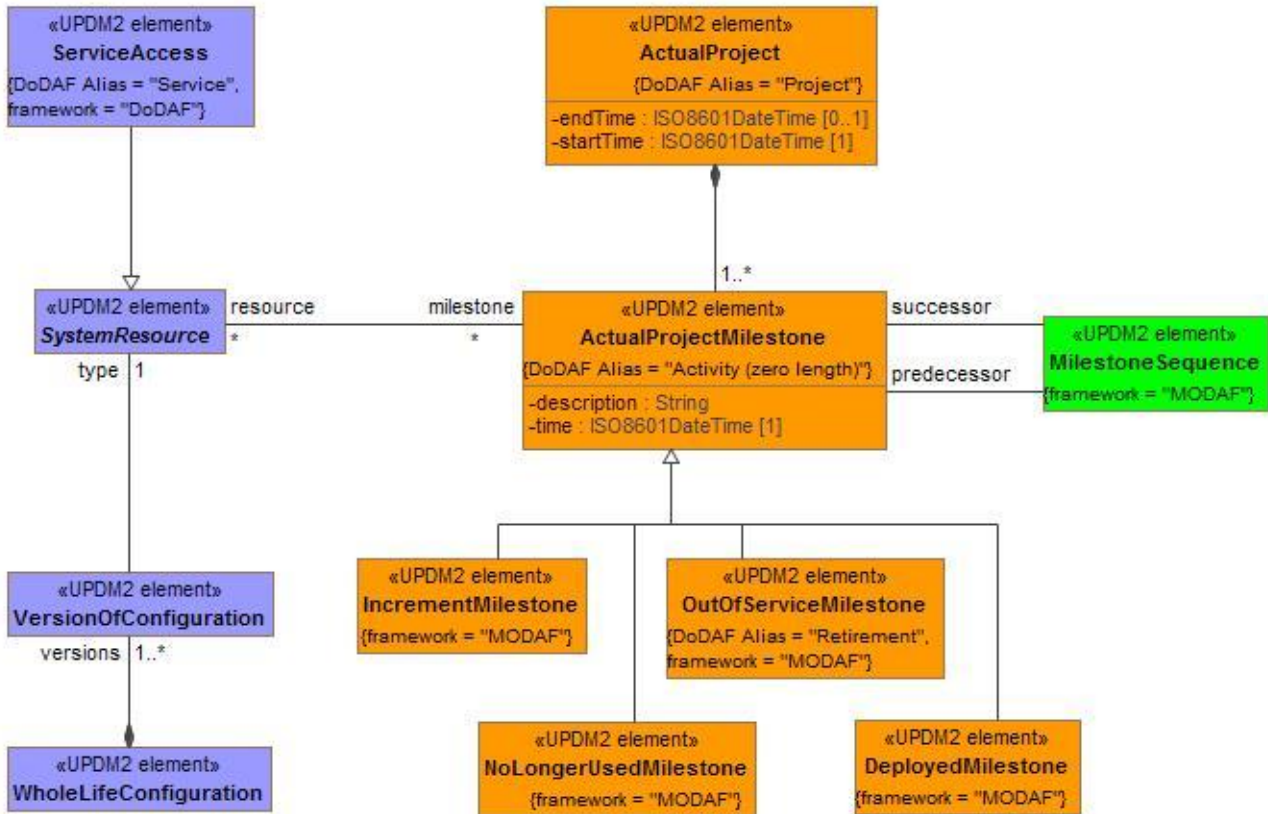 «UPDM2 element»
ServiceAccess
{DoDAF Alias = "Service",
framework = "DoDAF"}
«UPDM2 element»
ActualProject
{DoDAF Alias = "Project"}
-endTime : ISO8601DateTime [0..1]
-startTime : ISO8601DateTime [1]
1..*
«UPDM2 element»
SystemResource
resource
*
milestone
*
type 1
«UPDM2 element»
ActualProjectMilestone
{DoDAF Alias = "Activity (zero length)"}
-description : String
-time : ISO8601DateTime [1]
successor
predecessor
«UPDM2 element»
MilestoneSequence
{framework = "MODAF"}
«UPDM2 element»
VersionOfConfiguration
versions 1..*
«UPDM2 element»
WholeLifeConfiguration
«UPDM2 element»
IncrementMilestone
{framework = "MODAF"}
«UPDM2 element»
OutOfServiceMilestone
{DoDAF Alias = "Retirement",
framework = "MODAF"}
«UPDM2 element»
NoLongerUsedMilestone
{framework = "MODAF"}
«UPDM2 element»
DeployedMilestone
{framework = "MODAF"}